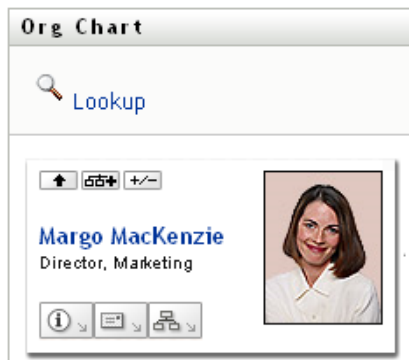 Org Chart
Lookup
+/-
Margo MacKenzie
Director, Marketing